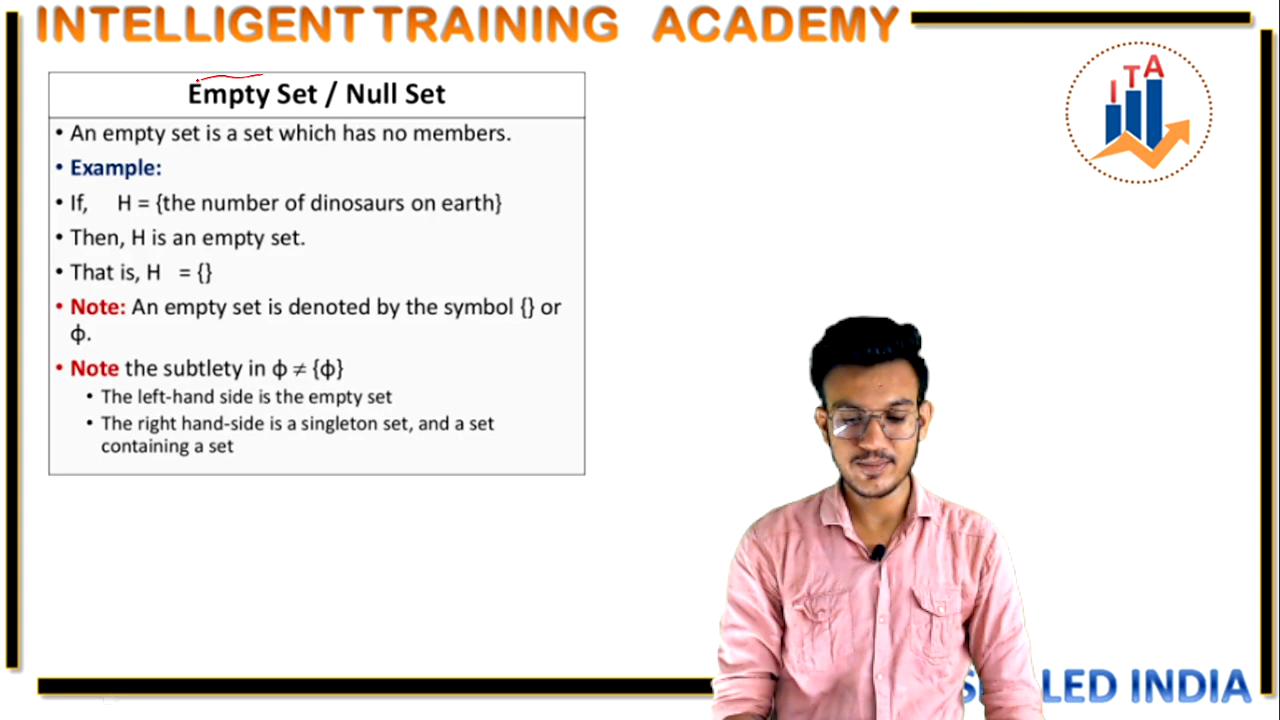 INTELLIGENT TRAINING ACADEMY
ITA
Empty Set / Null Set
• An empty set is a set which has no members.
• Example:
• If, H = {the number of dinosaurs on earth}
• Then, H is an empty set.
• That is, H = {}
• Note: An empty set is denoted by the symbol {} or
ϕ.
• Note the subtlety in ϕ ≠ {ϕ}
• The left-hand side is the empty set
• The right hand-side is a singleton set, and a set
containing a set
LED INDIA